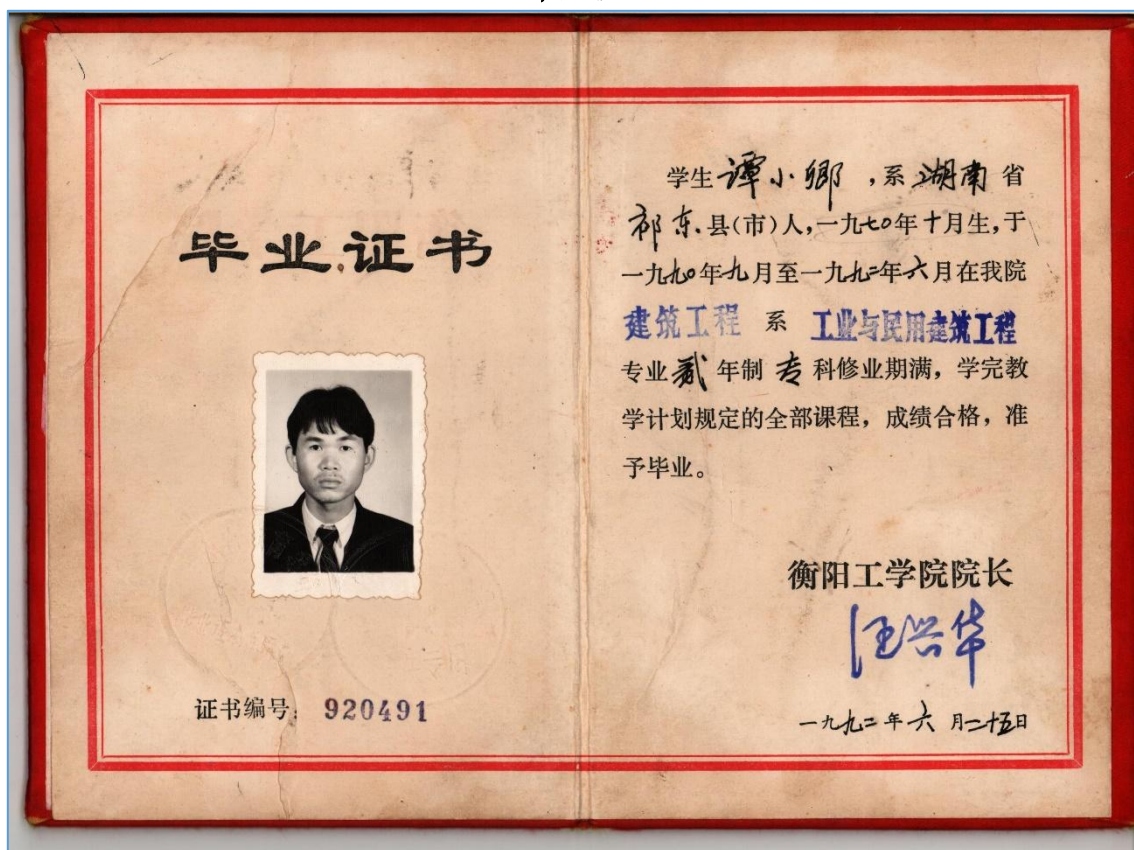 毕业证书
证书编号: 920491
学生谭小乡，系湖南省
祁东县(市)人，一九七0年十月生，于
一九九0年九月至一九九二年六月在我院
建筑工程 系 工业与民用建筑工程
专业贰年制专科修业期满，学完教
学计划规定的全部课程，成绩合格，准
予毕业。
衡阳工学院院长
汪兴华
一九九二年六月二十五日